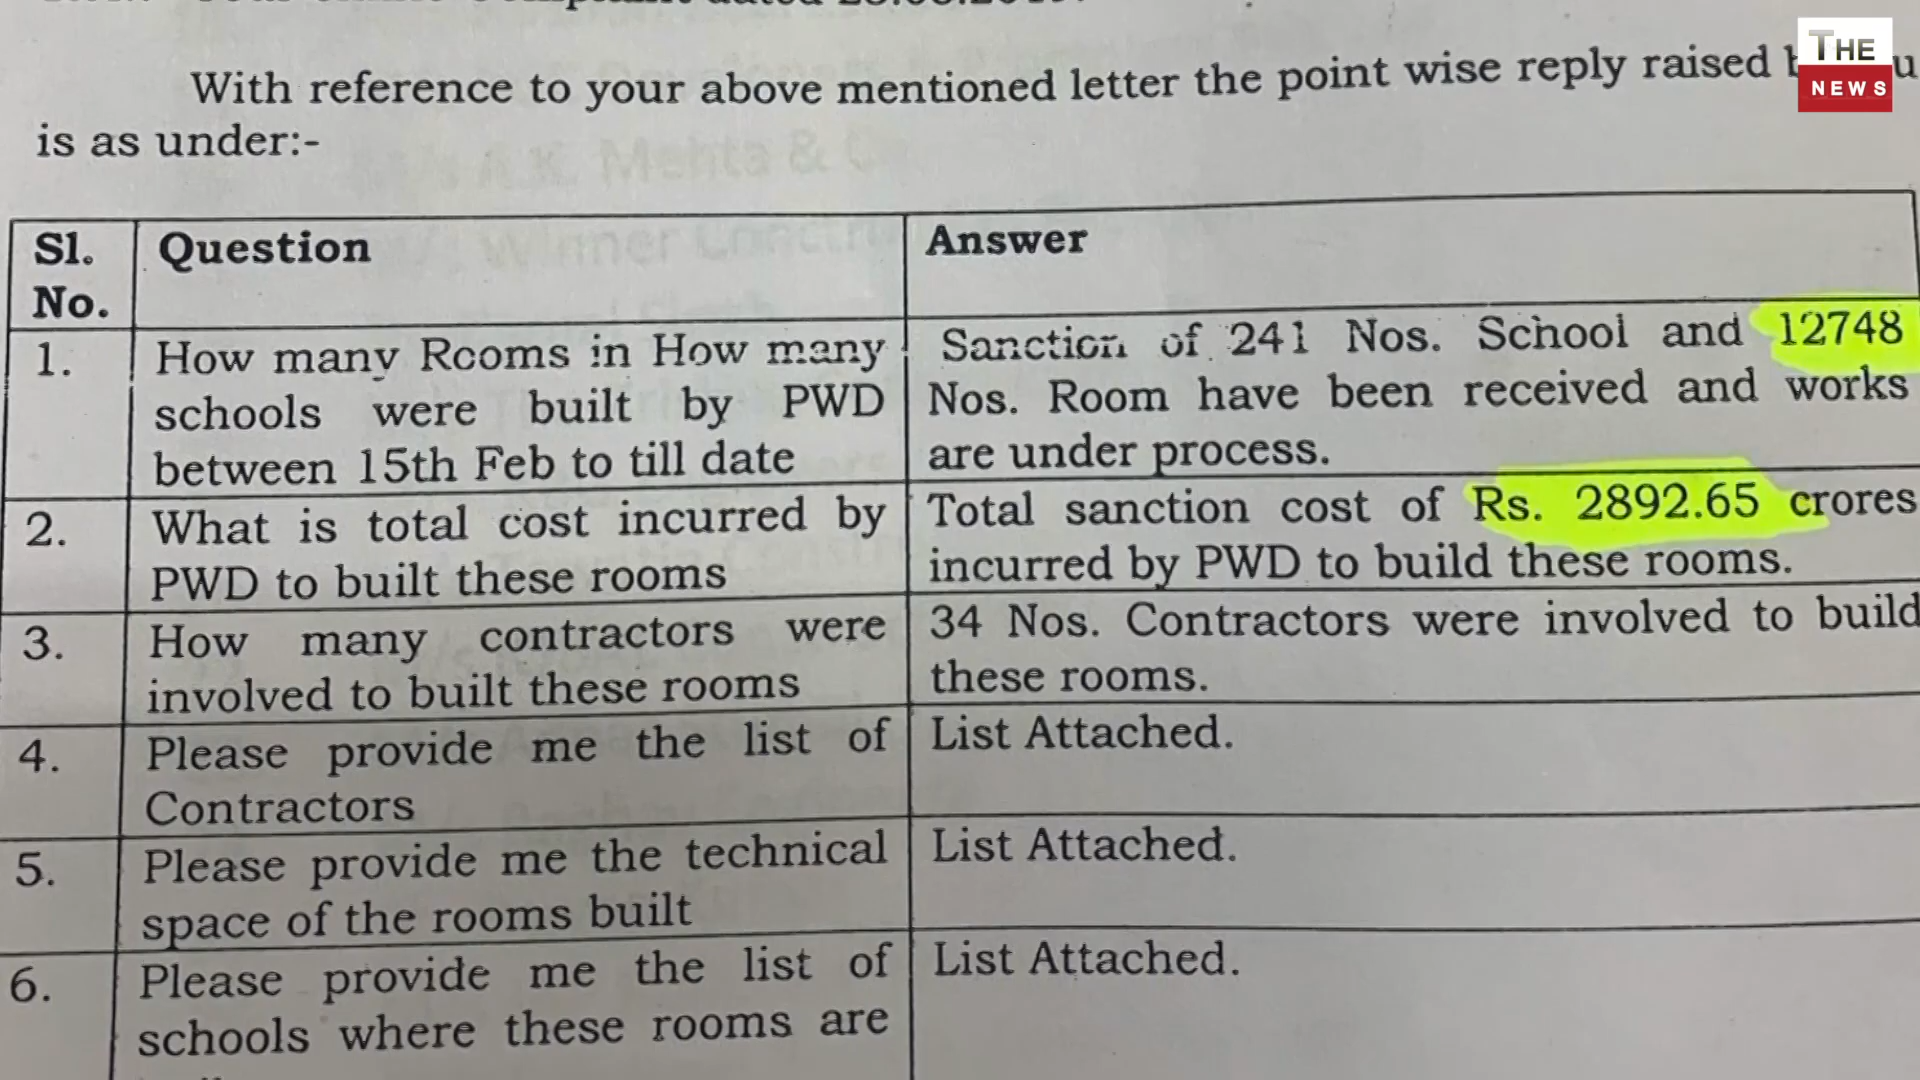 With reference to your above mentioned letter the point wise reply raised
is as under:-
THE
NEWS
Sl.
No.
Question
Answer
1.
How many Rooms in How many
schools were built by PWD
between 15th Feb to till date
Sanction of 241 Nos. School and 12748
Nos. Room have been received and works
are under process.
2.
What is total cost incurred by
PWD to built these rooms
Total sanction cost of Rs. 2892.65 crores
incurred by PWD to build these rooms.
3.
How many contractors were
involved to built these rooms
34 Nos. Contractors were involved to build
these rooms.
4.
Please provide me the list of
Contractors
List Attached.
5.
Please provide me the technical
space of the rooms built
List Attached.
6.
Please provide me the list of
schools where these rooms are
List Attached.